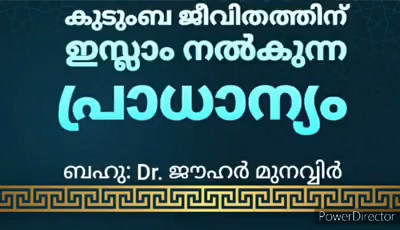 കുടുംബ ജീവിതത്തിന്
ഇസ്ലാം നൽകുന്ന
പ്രാധാന്യം
ബഹു: Dr. ജൗഹർ മുനവ്വിർ
PowerDirector